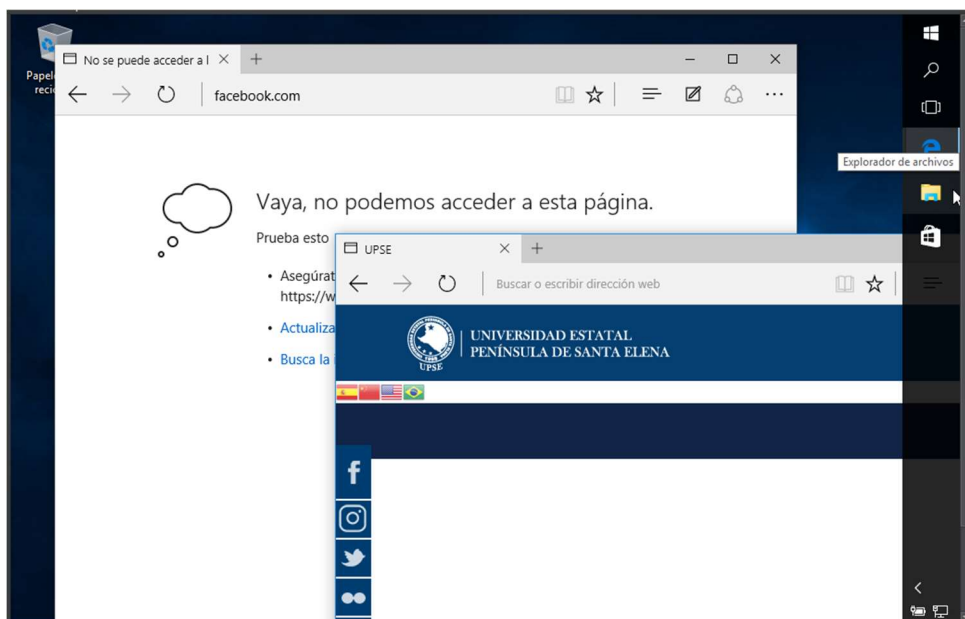 Papel
reci
No se puede acceder a l
facebook.com
Explorador de archivos
Vaya, no podemos acceder a esta página.
Prueba esto
Asegúrat
https://w
Actualiza
Busca la
UPSE
Buscar o escribir dirección web
UNIVERSIDAD ESTATAL
PENÍNSULA DE SANTA ELENA
UPSE